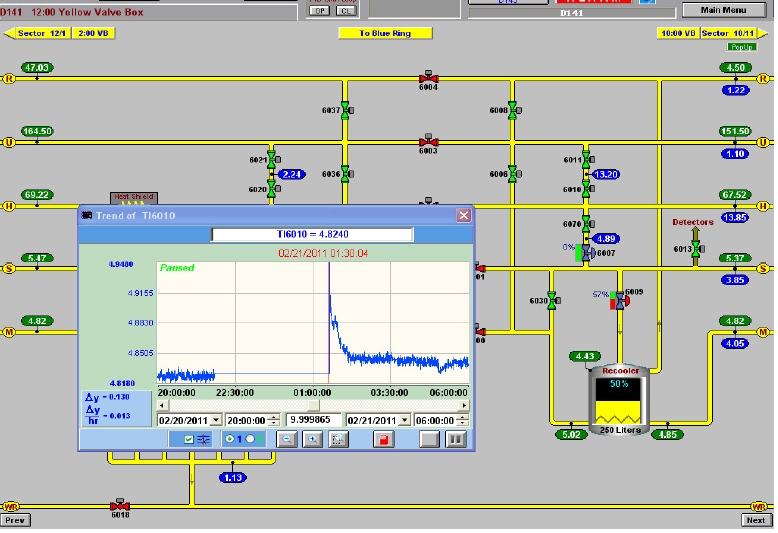 D141 12:00 Yellow Valve Box
OP CL
D141
Main Menu
Sector 12/1 2:00 VB
To Blue Ring
10:00 VB Sector 10/11
PopUp
47.03
4.50
R
R
6004
1.22
6037
6008
164.50
151.50
U
U
6003
1.10
6021
6011
2.24
6036
6006
13.20
6020
6010
69.22
Heat Shield
67.52
H
H
13.85
Trend of TI6010
6070
Detectors
TI6010 = 4.8240
4.89
0%
6007
6013
02/21/2011 01:30:04
5.47
4.9480
Paused
5.37
S
S
01
3.85
4.9155
57%
6009
6030
4.82
4.8830
4.82
M
M
00
4.05
4.8505
4.43
Recooler
4.8180
50%
20:00:00 22:30:00 01:00:00 03:30:00 06:00:00
Δy = 0.130
Δy
hr = 0.013
02/20/2011 20:00:00 9.999865 02/21/2011 06:00:00
250 Liters
5.02
4.85
1
2
1.13
WR
WR
6018
Prev
Next